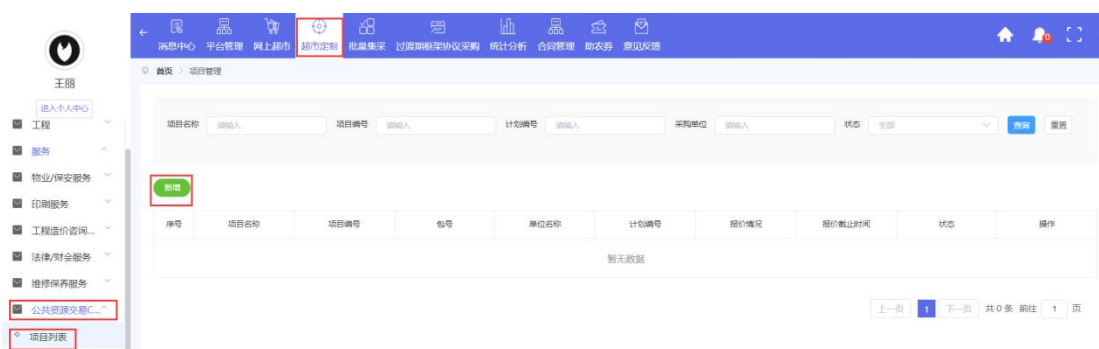 消息中心 平台管理 网上超市 超市定制 批量集采 过渡期框架协议采购 统计分析 合同管理 助农券 意见反馈
首页 > 项目管理
王丽
进入个人中心
工程
服务
物业/保安服务
印刷服务
工程造价咨询...
法律/财会服务
维修保养服务
公共资源交易C...
项目列表
项目名称 请输入 项目编号 请输入 计划编号 请输入 采购单位 请输入 状态 全部 查询 重置
新增
序号 项目名称 项目编号 包号 单位名称 计划编号 报价情况 报价截止时间 状态 操作
暂无数据
上一页 1 下一页 共 0 条 前往 1 页